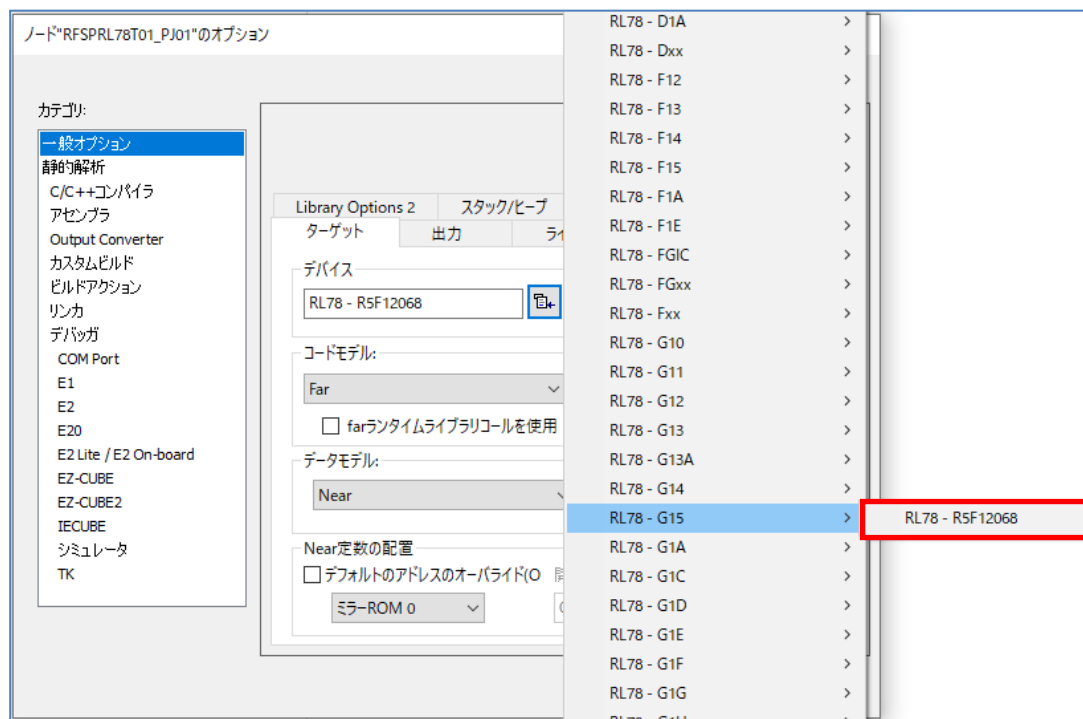 ノード"RFSPRL78T01_PJ01"のオプション
カテゴリ:
一般オプション
静的解析
C/C++コンパイラ
アセンブラ
Output Converter
カスタムビルド
ビルドアクション
リンカ
デバッガ
COM Port
E1
E2
E20
E2 Lite / E2 On-board
EZ-CUBE
EZ-CUBE2
IECUBE
シミュレータ
TK
Library Options 2
スタック/ヒープ
ターゲット
出力
デバイス
RL78 - R5F12068
コードモデル:
Far
farランタイムライブラリコールを使用
データモデル:
Near
Near定数の配置
デフォルトのアドレスのオーバライド(O
ミラーROM 0
RL78 - D1A
RL78 - Dxx
RL78 - F12
RL78 - F13
RL78 - F14
RL78 - F15
RL78 - F1A
RL78 - F1E
RL78 - FGIC
RL78 - FGxx
RL78 - Fxx
RL78 - G10
RL78 - G11
RL78 - G12
RL78 - G13
RL78 - G13A
RL78 - G14
RL78 - G15
RL78 - R5F12068
RL78 - G1A
RL78 - G1C
RL78 - G1D
RL78 - G1E
RL78 - G1F
RL78 - G1G